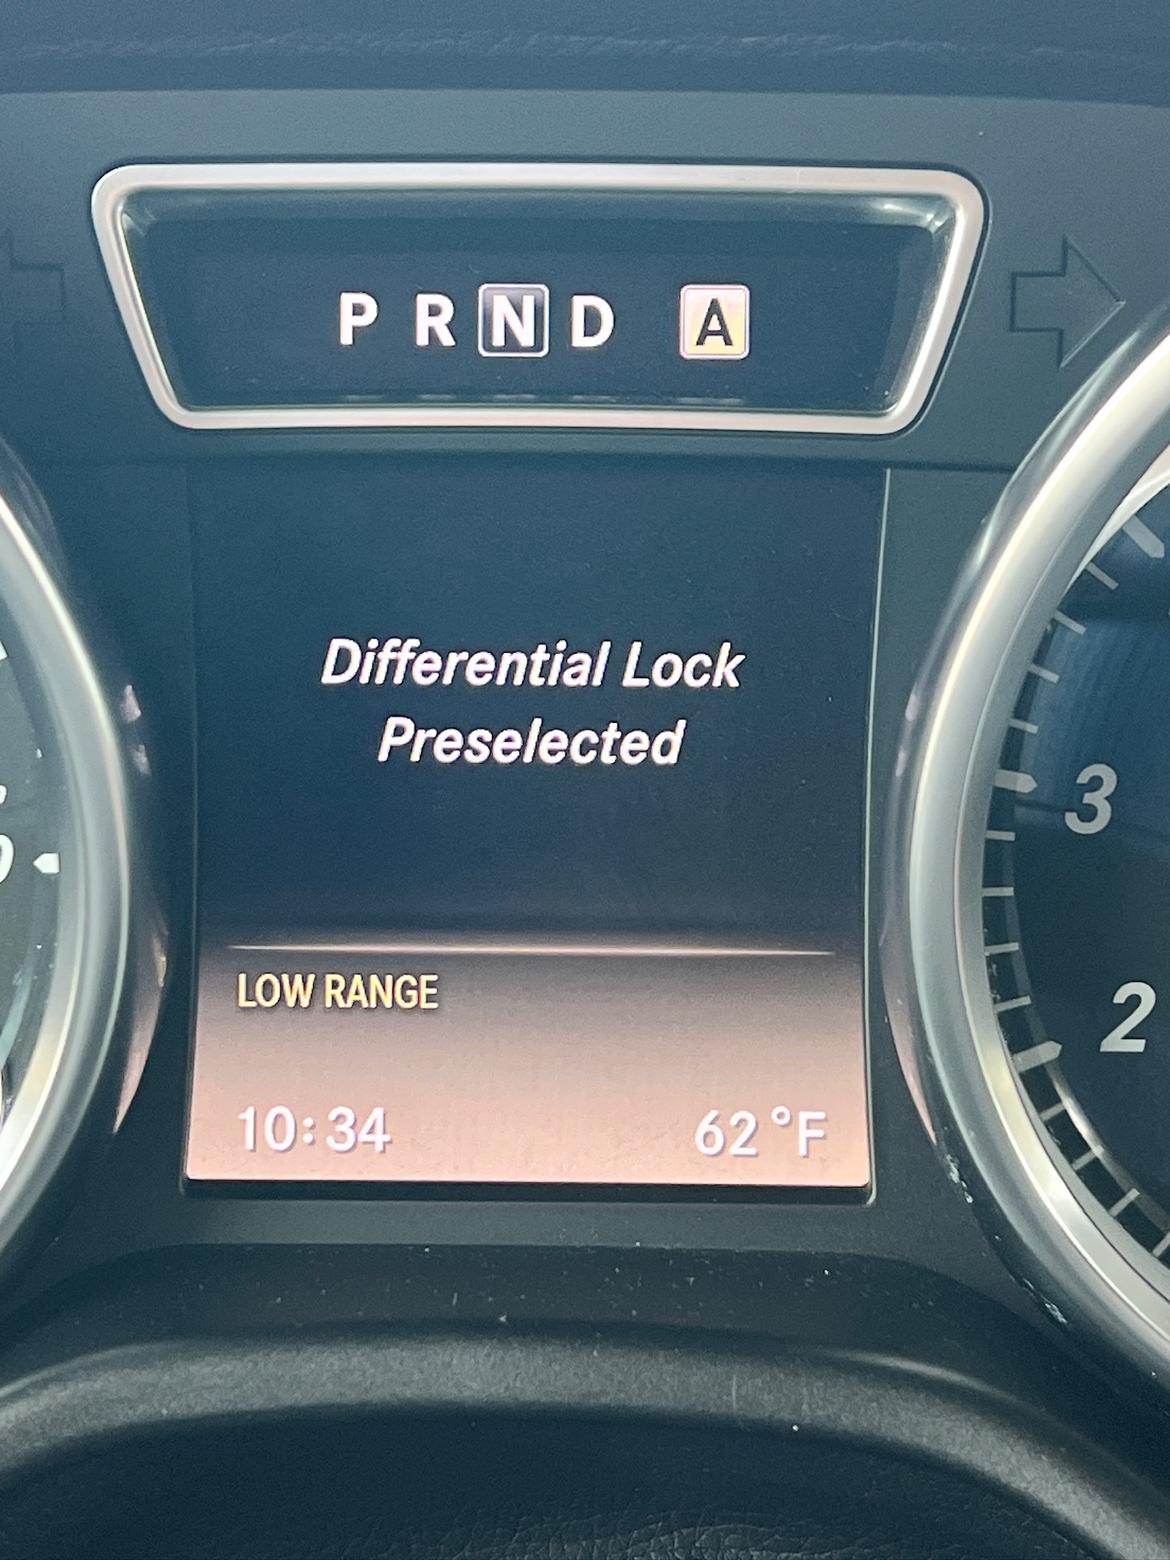 P R N D A
Differential Lock
Preselected
LOW RANGE
10:34 62°F
3
2